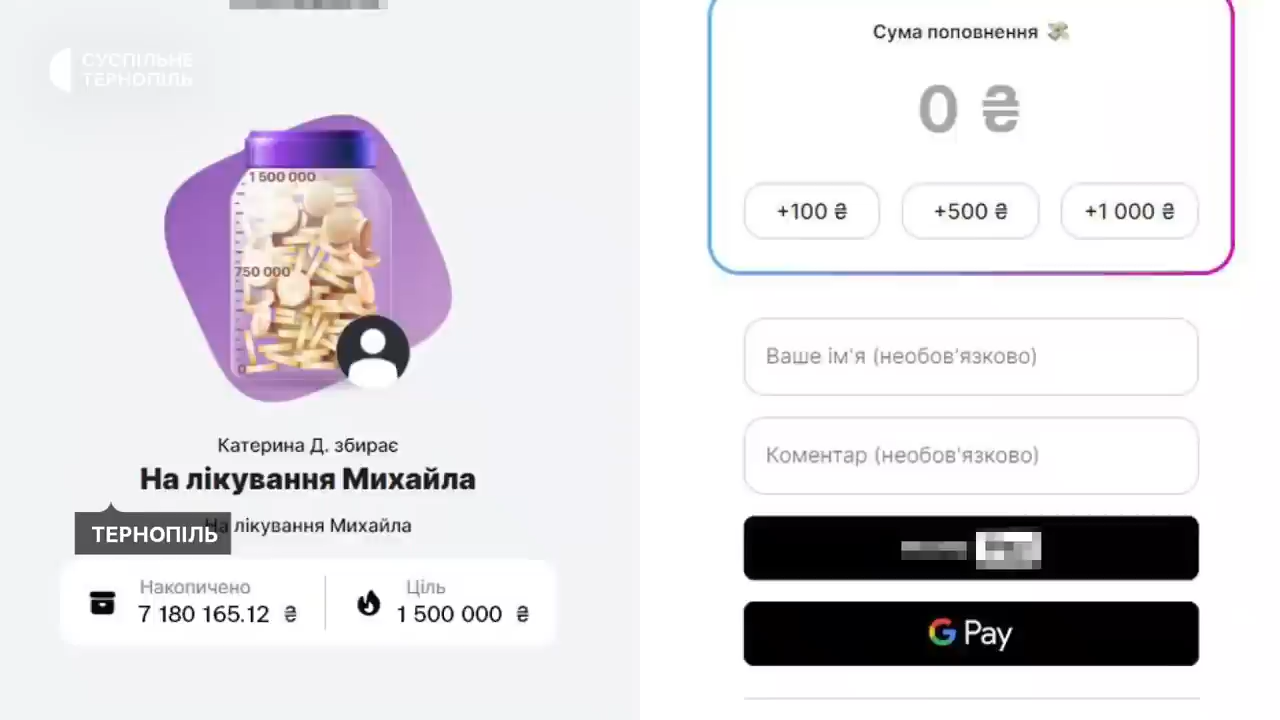 СУСПІЛЬНЕ
ТЕРНОПІЛЬ
1 500 000
750 000
0
Катерина Д. збирає
На лікування Михайла
На лікування Михайла
ТЕРНОПІЛЬ
Накопичено
7 180 165.12 ₴
Ціль
1 500 000 ₴
Сума поповнення
0 ₴
+100 ₴
+500 ₴
+1 000 ₴
Ваше ім'я (необов'язково)
Коментар (необов'язково)
G Pay